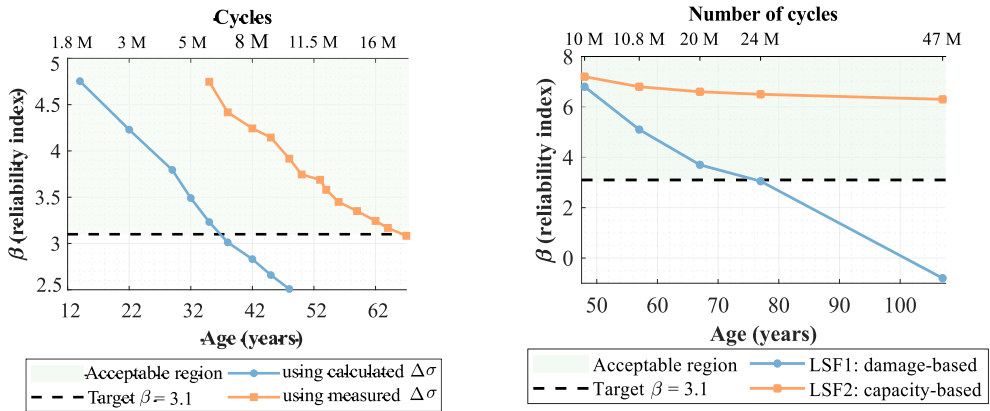 Cycles
1.8 M 3 M 5 M 8 M 11.5 M 16 M
5
4.5
4
3.5
3
2.5
β (reliability index)
12 22 32 42 52 62
Age (years)
Acceptable region using calculated Δσ
Target β = 3.1 using measured Δσ
Number of cycles
10 M 10.8 M 20 M 24 M 47 M
8
6
4
2
0
β (reliability index)
50 60 70 80 90 100
Age (years)
Acceptable region LSF1: damage-based
Target β = 3.1 LSF2: capacity-based